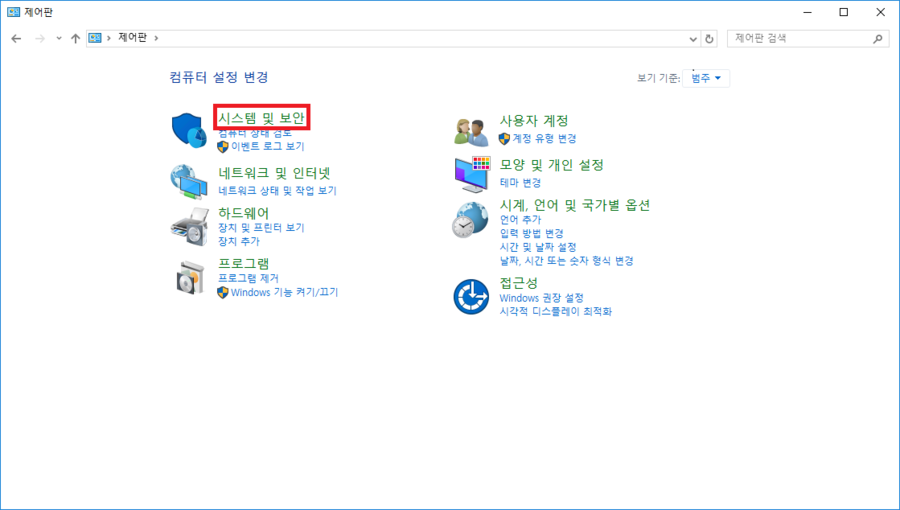 제어판
제어판
제어판 검색
컴퓨터 설정 변경
보기 기준: 범주
시스템 및 보안
컴퓨터 상태 검토
이벤트 로그 보기
네트워크 및 인터넷
네트워크 상태 및 작업 보기
하드웨어
장치 및 프린터 보기
장치 추가
프로그램
프로그램 제거
Windows 기능 켜기/끄기
사용자 계정
계정 유형 변경
모양 및 개인 설정
테마 변경
시계, 언어 및 국가별 옵션
언어 추가
입력 방법 변경
시간 및 날짜 설정
날짜, 시간 또는 숫자 형식 변경
접근성
Windows 권장 설정
시각적 디스플레이 최적화